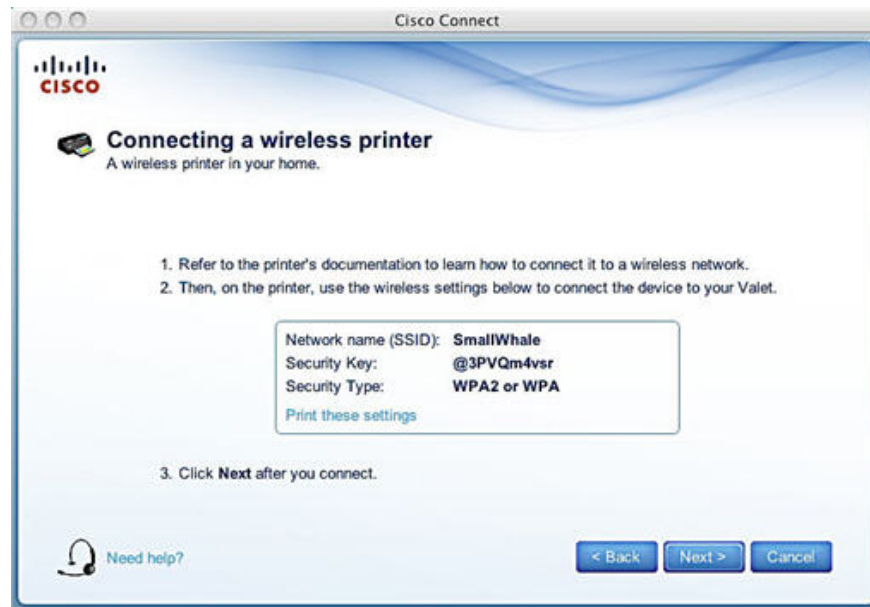 Cisco Connect
CISCO
Connecting a wireless printer
A wireless printer in your home.
1. Refer to the printer's documentation to learn how to connect it to a wireless network.
2. Then, on the printer, use the wireless settings below to connect the device to your Valet.
Network name (SSID): SmallWhale
Security Key: @3PVQm4vsr
Security Type: WPA2 or WPA
Print these settings
3. Click Next after you connect.
Need help?
< Back Next > Cancel